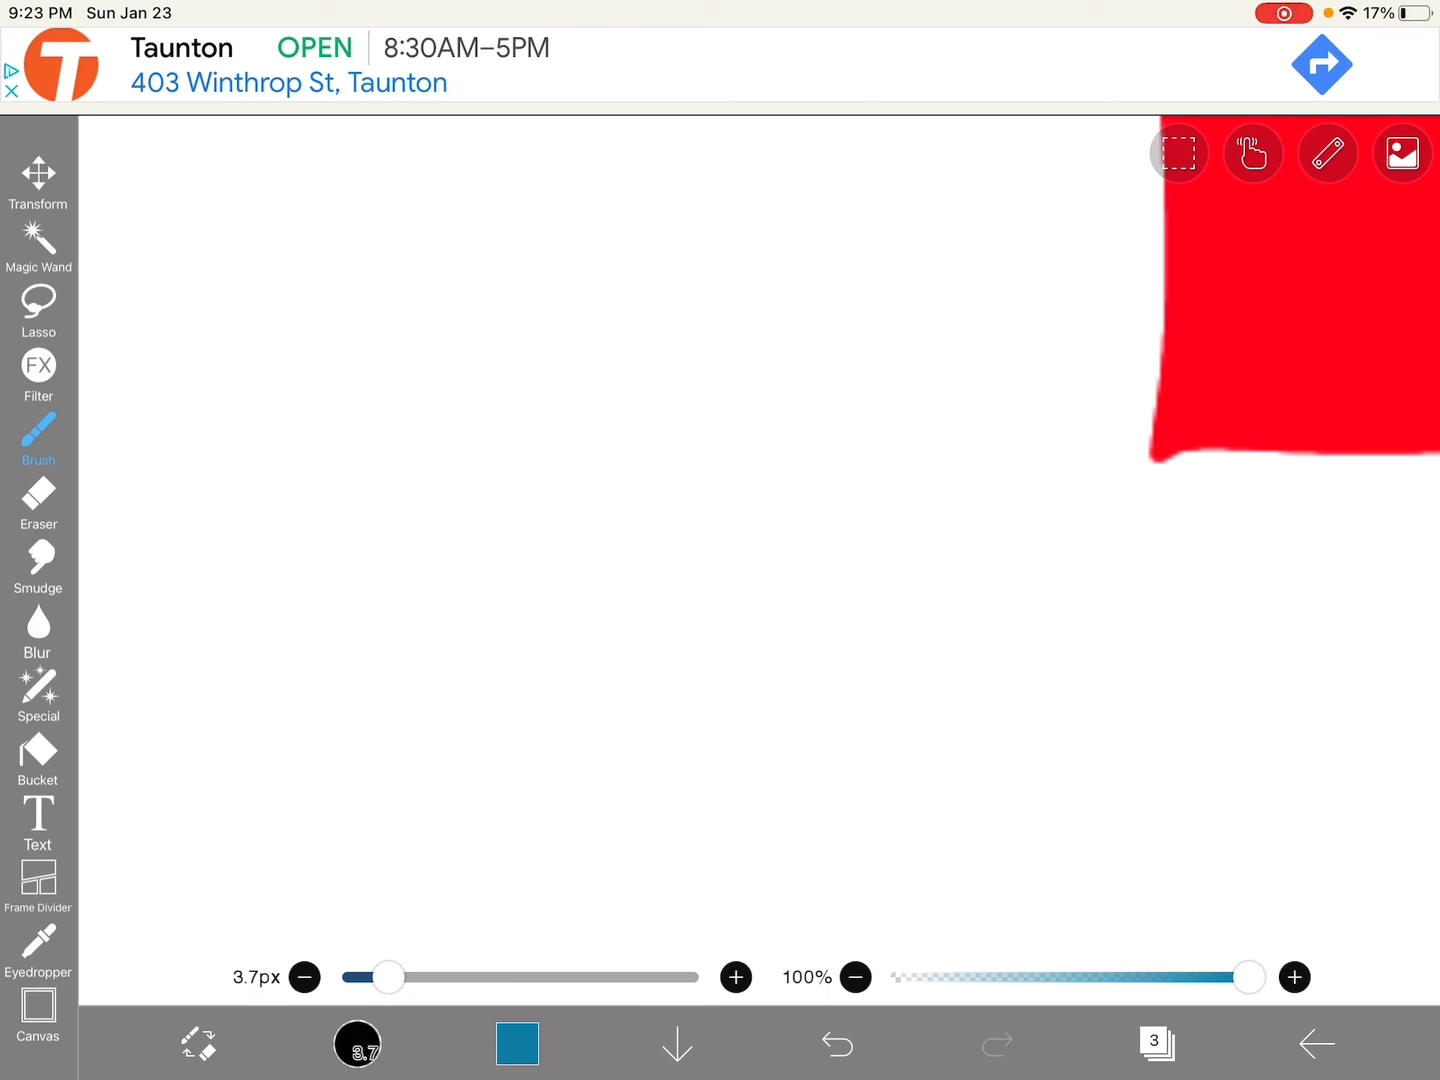 9:23 PM Sun Jan 23
17%
T
Taunton OPEN 8:30AM–5PM
403 Winthrop St, Taunton
Transform
Magic Wand
Lasso
FX
Filter
Brush
Eraser
Smudge
Blur
Special
Bucket
T
Text
Frame Divider
Eyedropper
Canvas
3.7px
100%
3.7
3